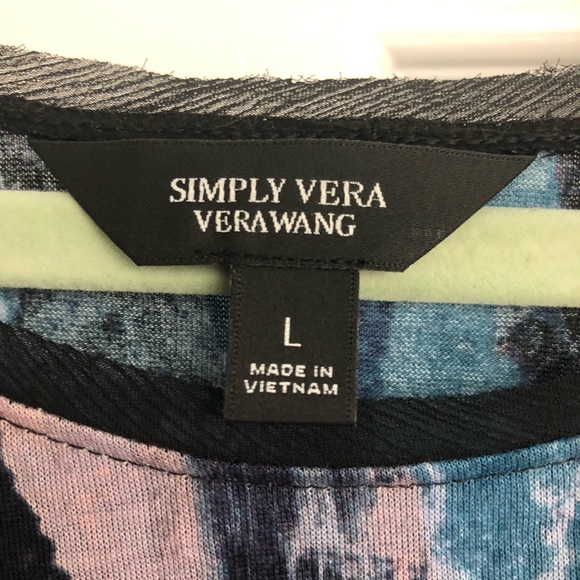 SIMPLY VERA
VERAWANG
L
MADE IN
VIETNAM